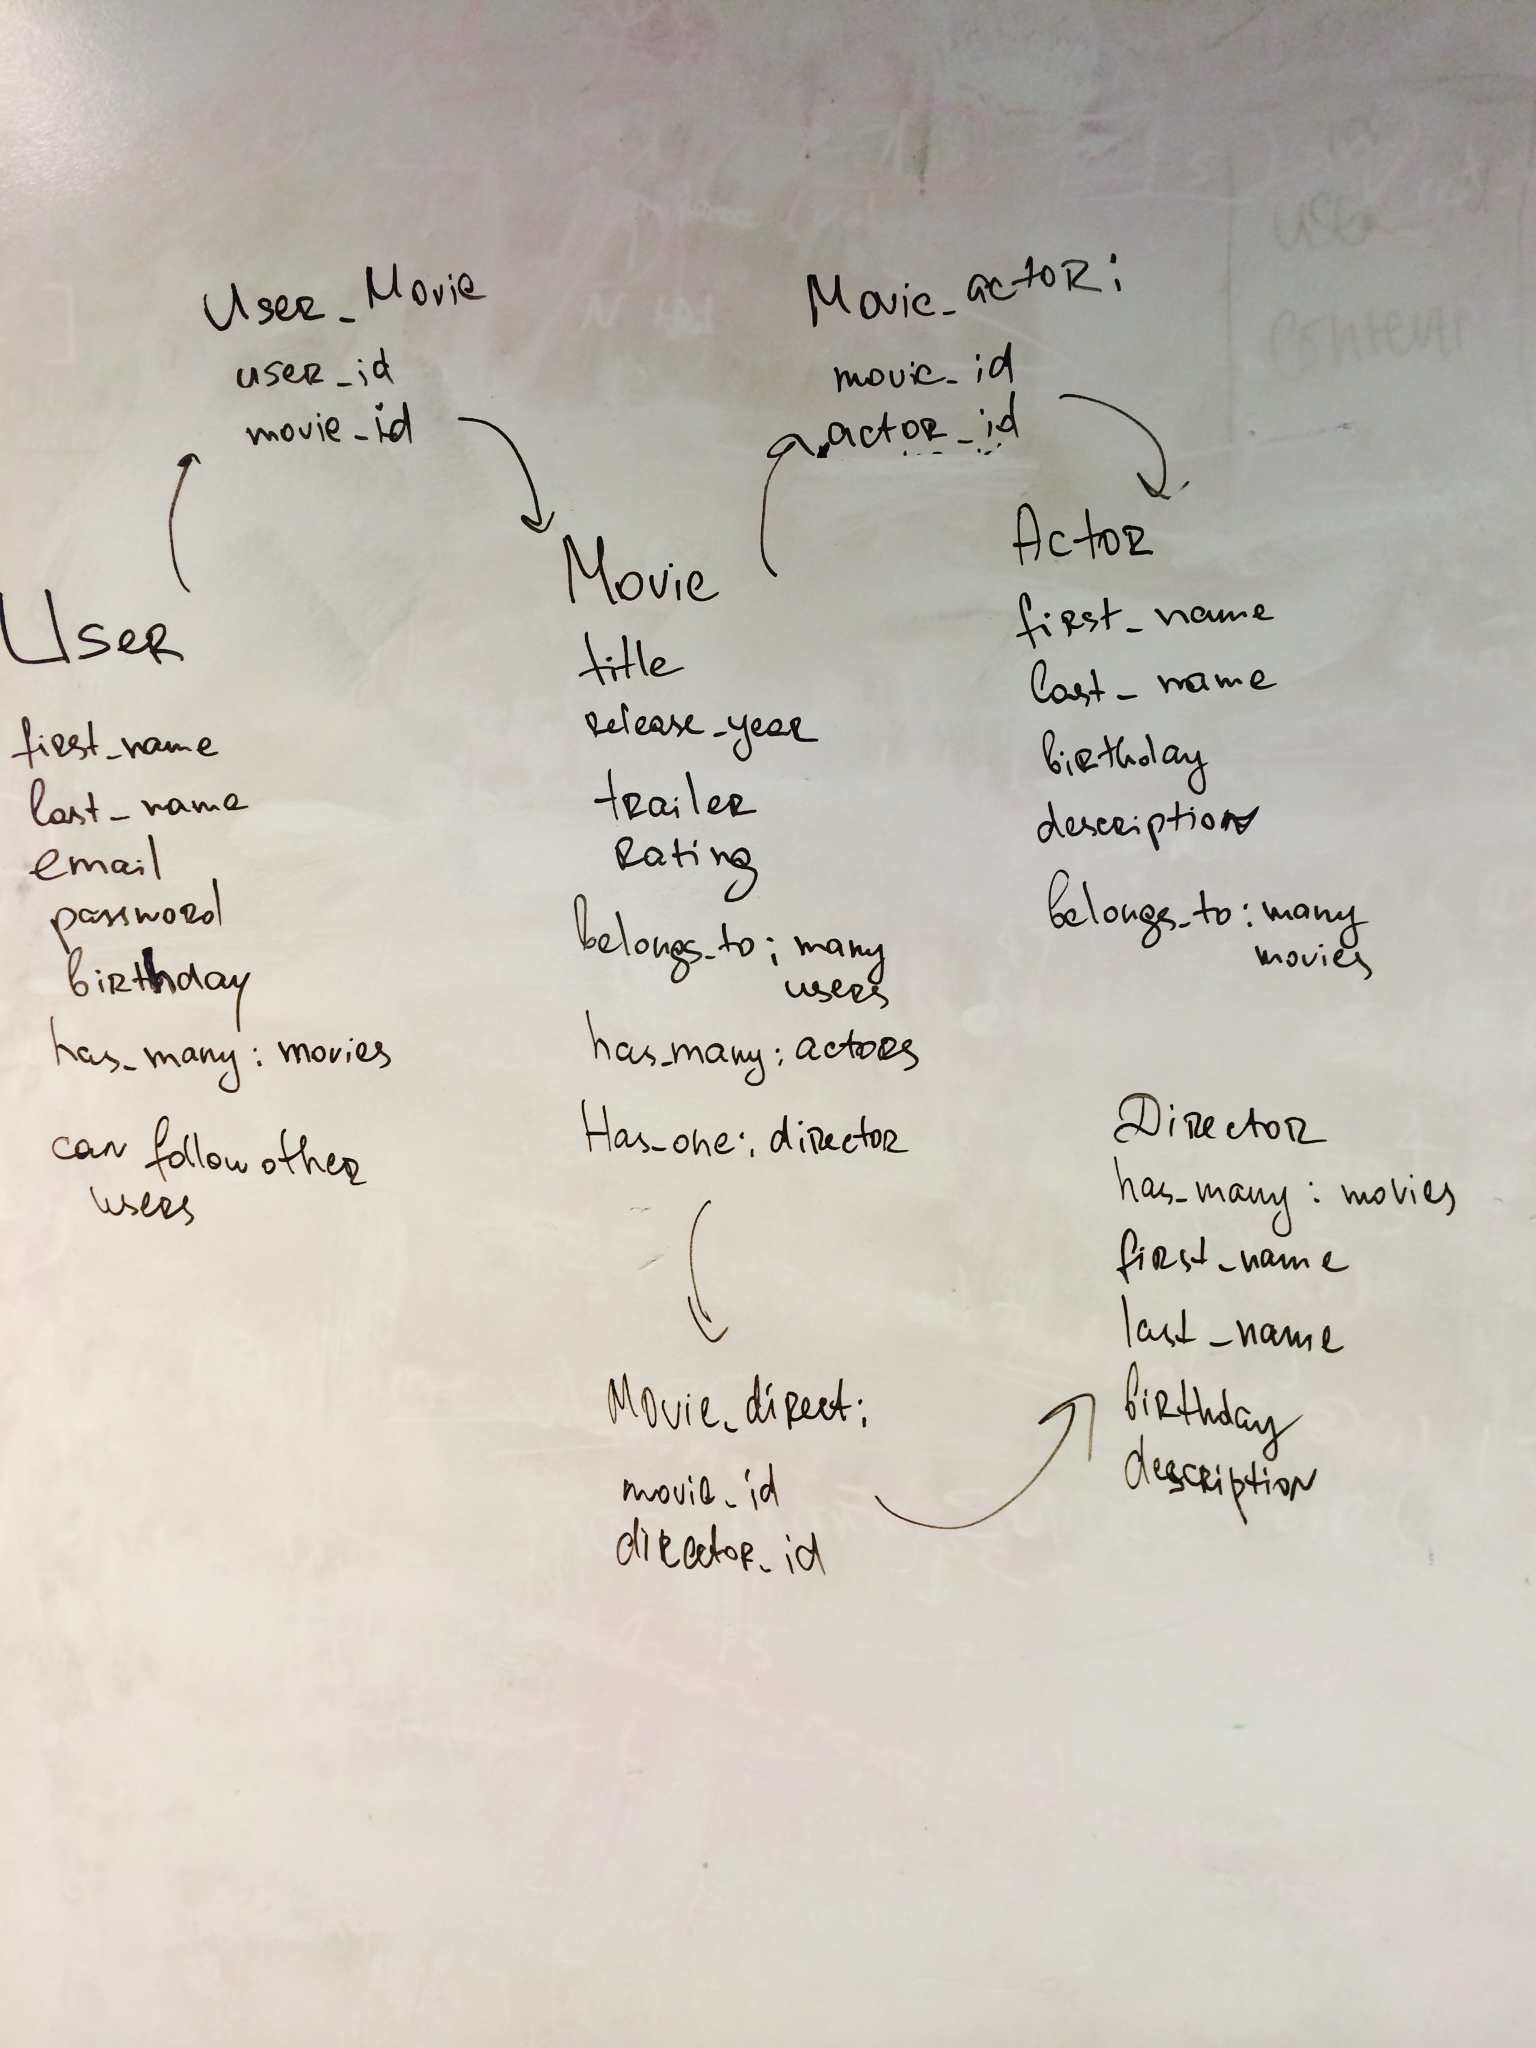 User_Movie
user_id
movie_id
Movie_actor:
movie_id
actor_id
User
first_name
last_name
email
password
birthday
has_many: movies
can follow other
users
Movie
title
release_year
trailer
Rating
belongs_to: many
users
has_many: actors
Has_one: director
Actor
first_name
last_name
birthday
description
belongs_to: many
movies
Movie_direct:
movie_id
director_id
Director
has_many: movies
first_name
last_name
birthday
description
user
content